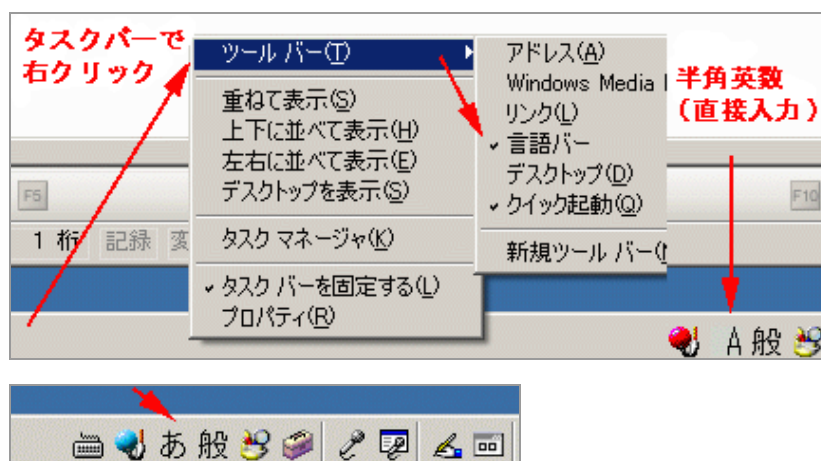 タスクバーで
右クリック
ツール バー(T)
重ねて表示(S)
上下に並べて表示(H)
左右に並べて表示(E)
デスクトップを表示(S)
タスク マネージャ(K)
タスク バーを固定する(L)
プロパティ(R)
アドレス(A)
Windows Media
リンク(L)
言語バー
デスクトップ(D)
クイック起動(Q)
新規ツール バー(
半角英数
(直接入力)
F5
F10
1 桁 記録 変
A 般
あ 般